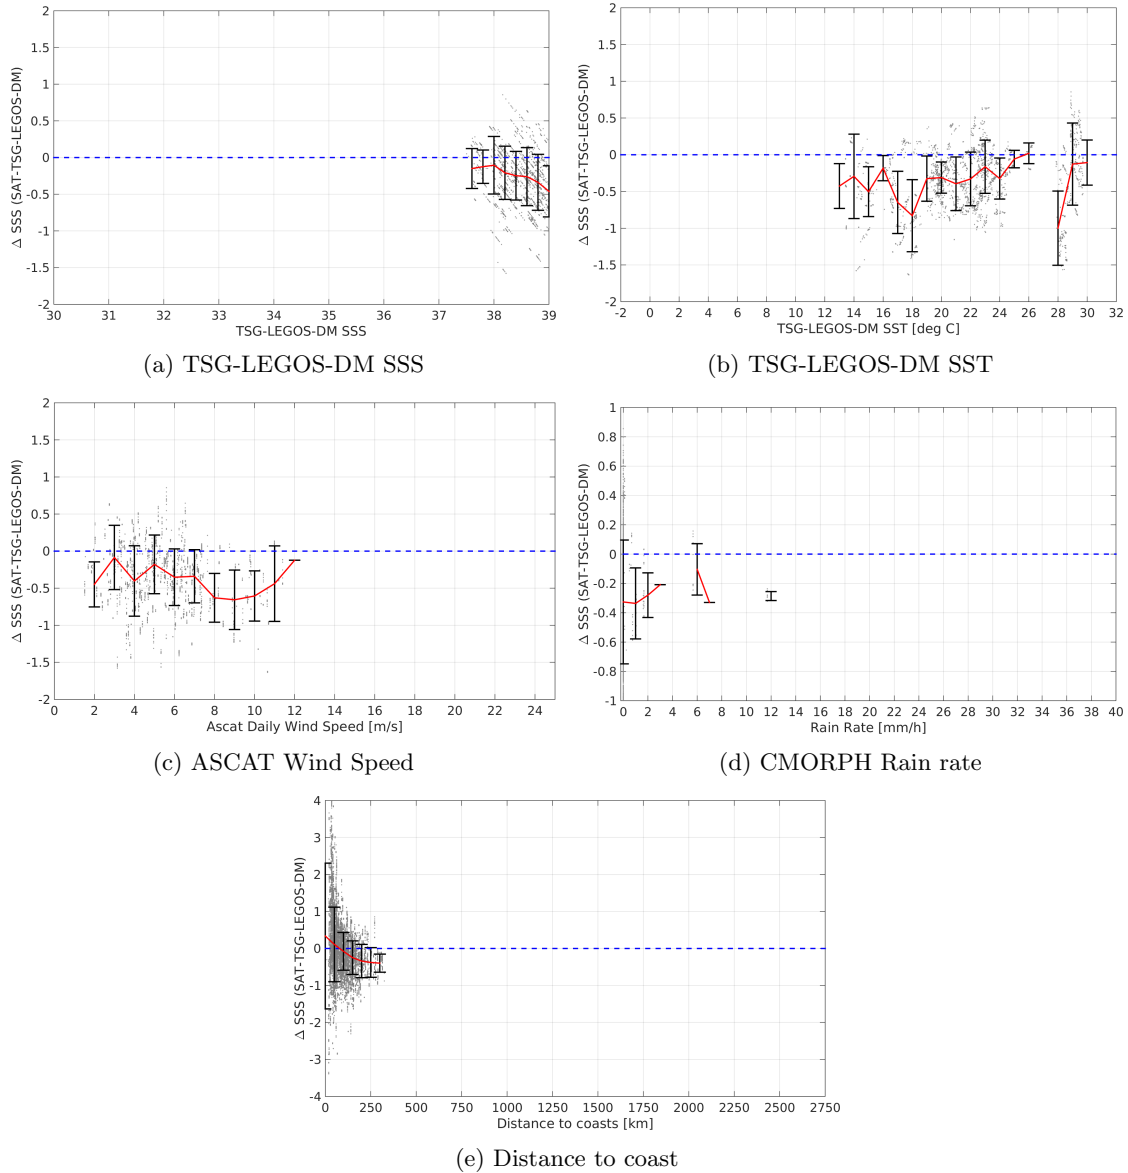 2
1.5
1
0.5
0
-0.5
-1
-1.5
-2
Δ SSS (SAT-TSG-LEGOS-DM)
30 31 32 33 34 35 36 37 38 39
TSG-LEGOS-DM SSS
(a) TSG-LEGOS-DM SSS
2
1.5
1
0.5
0
-0.5
-1
-1.5
-2
Δ SSS (SAT-TSG-LEGOS-DM)
-2 0 2 4 6 8 10 12 14 16 18 20 22 24 26 28 30 32
TSG-LEGOS-DM SST [deg C]
(b) TSG-LEGOS-DM SST
2
1.5
1
0.5
0
-0.5
-1
-1.5
-2
Δ SSS (SAT-TSG-LEGOS-DM)
0 2 4 6 8 10 12 14 16 18 20 22 24
Ascat Daily Wind Speed [m/s]
(c) ASCAT Wind Speed
1
0.8
0.6
0.4
0.2
0
-0.2
-0.4
-0.6
-0.8
-1
Δ SSS (SAT-TSG-LEGOS-DM)
0 2 4 6 8 10 12 14 16 18 20 22 24 26 28 30 32 34 36 38 40
Rain Rate [mm/h]
(d) CMORPH Rain rate
4
3
2
1
0
-1
-2
-3
-4
Δ SSS (SAT-TSG-LEGOS-DM)
0 250 500 750 1000 1250 1500 1750 2000 2250 2500 2750
Distance to coasts [km]
(e) Distance to coast